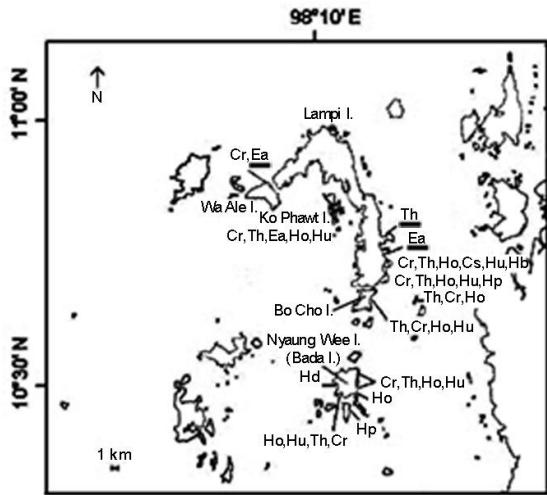 98°10'E
11°00'N
N
Lampi I.
Cr,Ea
Wa Ale I.
Ko Phawt I.
Cr,Th,Ea,Ho,Hu
Th
Ea
Cr,Th,Ho,Cs,Hu,Hb
Cr,Th,Ho,Hu,Hp
Th,Cr,Ho
Bo Cho I.
Th,Cr,Ho,Hu
Nyaung Wee I.
(Bada I.)
10°30'N
Hd
Cr,Th,Ho,Hu
Ho
Hp
Ho,Hu,Th,Cr
1 km